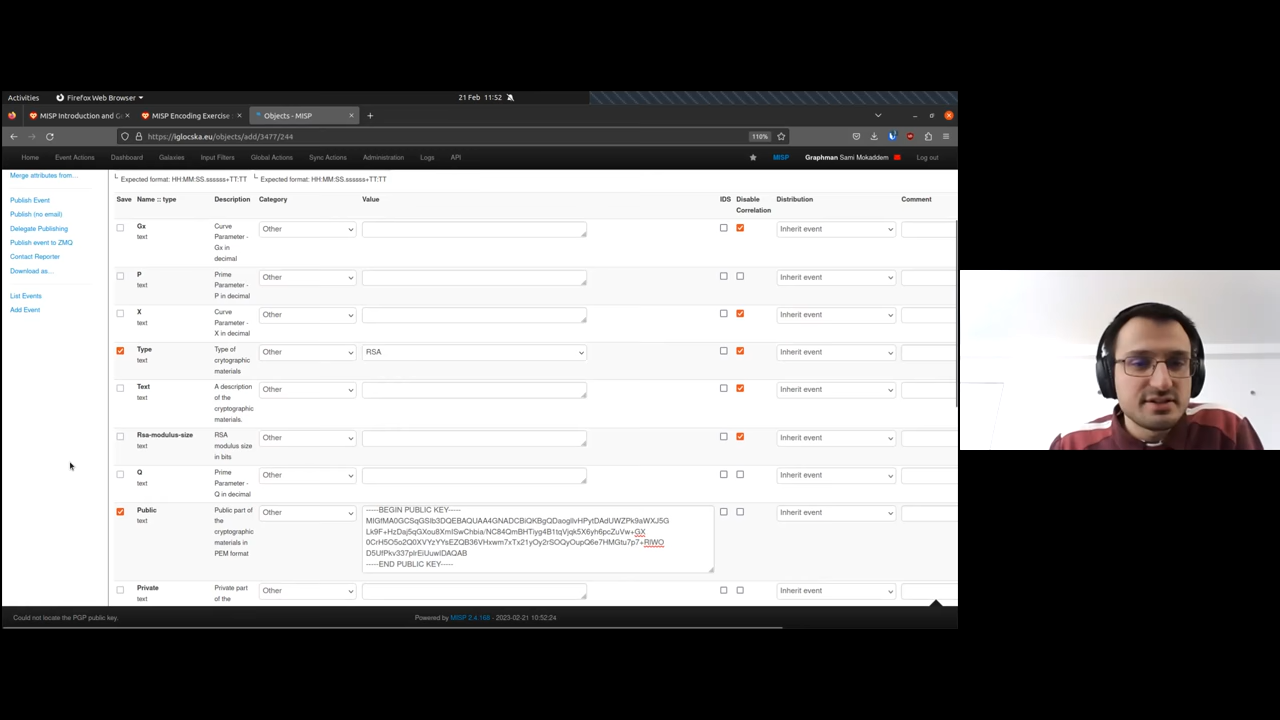 Activities Firefox Web Browser 21 Feb 11:52
MISP Introduction and G MISP Encoding Exercise Objects - MISP
https://iglocska.eu/objects/add/3477/244 110%
Home Event Actions Dashboard Galaxies Input Filters Global Actions Sync Actions Administration Logs API MISP Graphman Sami Mokaddem Log out
Merge attributes from...
Publish Event
Publish (no email)
Delegate Publishing
Publish event to ZMQ
Contact Reporter
Download as...
List Events
Add Event
Expected format: HH:MM:SS.ssssss+TT:TT Expected format: HH:MM:SS.ssssss+TT:TT
Save Name :: type Description Category Value IDS Disable Correlation Distribution Comment
Gx text Curve Parameter - Gx in decimal Other Inherit event
P text Prime Parameter - P in decimal Other Inherit event
X text Curve Parameter - X in decimal Other Inherit event
Type text Type of crytographic materials Other RSA Inherit event
Text text A description of the cryptographic materials. Other Inherit event
Rsa-modulus-size text RSA modulus size in bits Other Inherit event
Q text Prime Parameter - Q in decimal Other Inherit event
Public text Public part of the cryptographic materials in PEM format Other Inherit event
-----BEGIN PUBLIC KEY-----
-----END PUBLIC KEY-----
Private text Private part of the Other Inherit event
Could not locate the PGP public key. Powered by MISP 2.4.168 - 2023-02-21 10:52:24